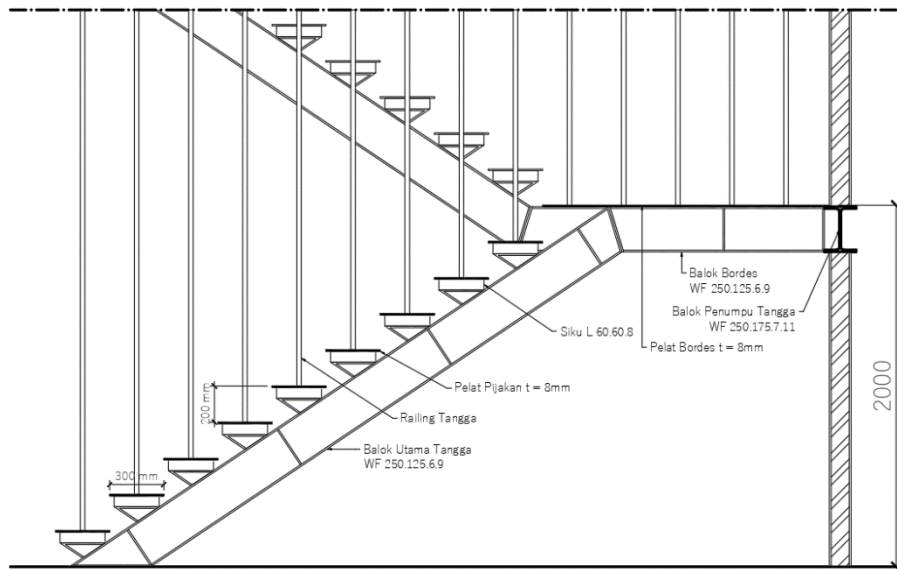 Balok Bordes
WF 250.125.6.9
Balok Penumpu Tangga
WF 250.175.7.11
Siku L 60.60.8
Pelat Bordes t = 8mm
Pelat Pijakan t = 8mm
200 mm
2000
Railing Tangga
Balok Utama Tangga
WF 250.125.6.9
300 mm